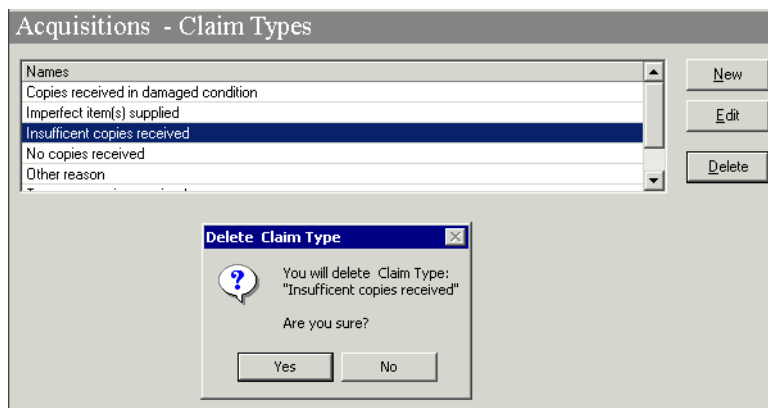 Acquisitions - Claim Types
Names
Copies received in damaged condition
Imperfect item(s) supplied
Insufficent copies received
No copies received
Other reason
New
Edit
Delete
Delete Claim Type
You will delete Claim Type:
"Insufficent copies received"
Are you sure?
Yes
No